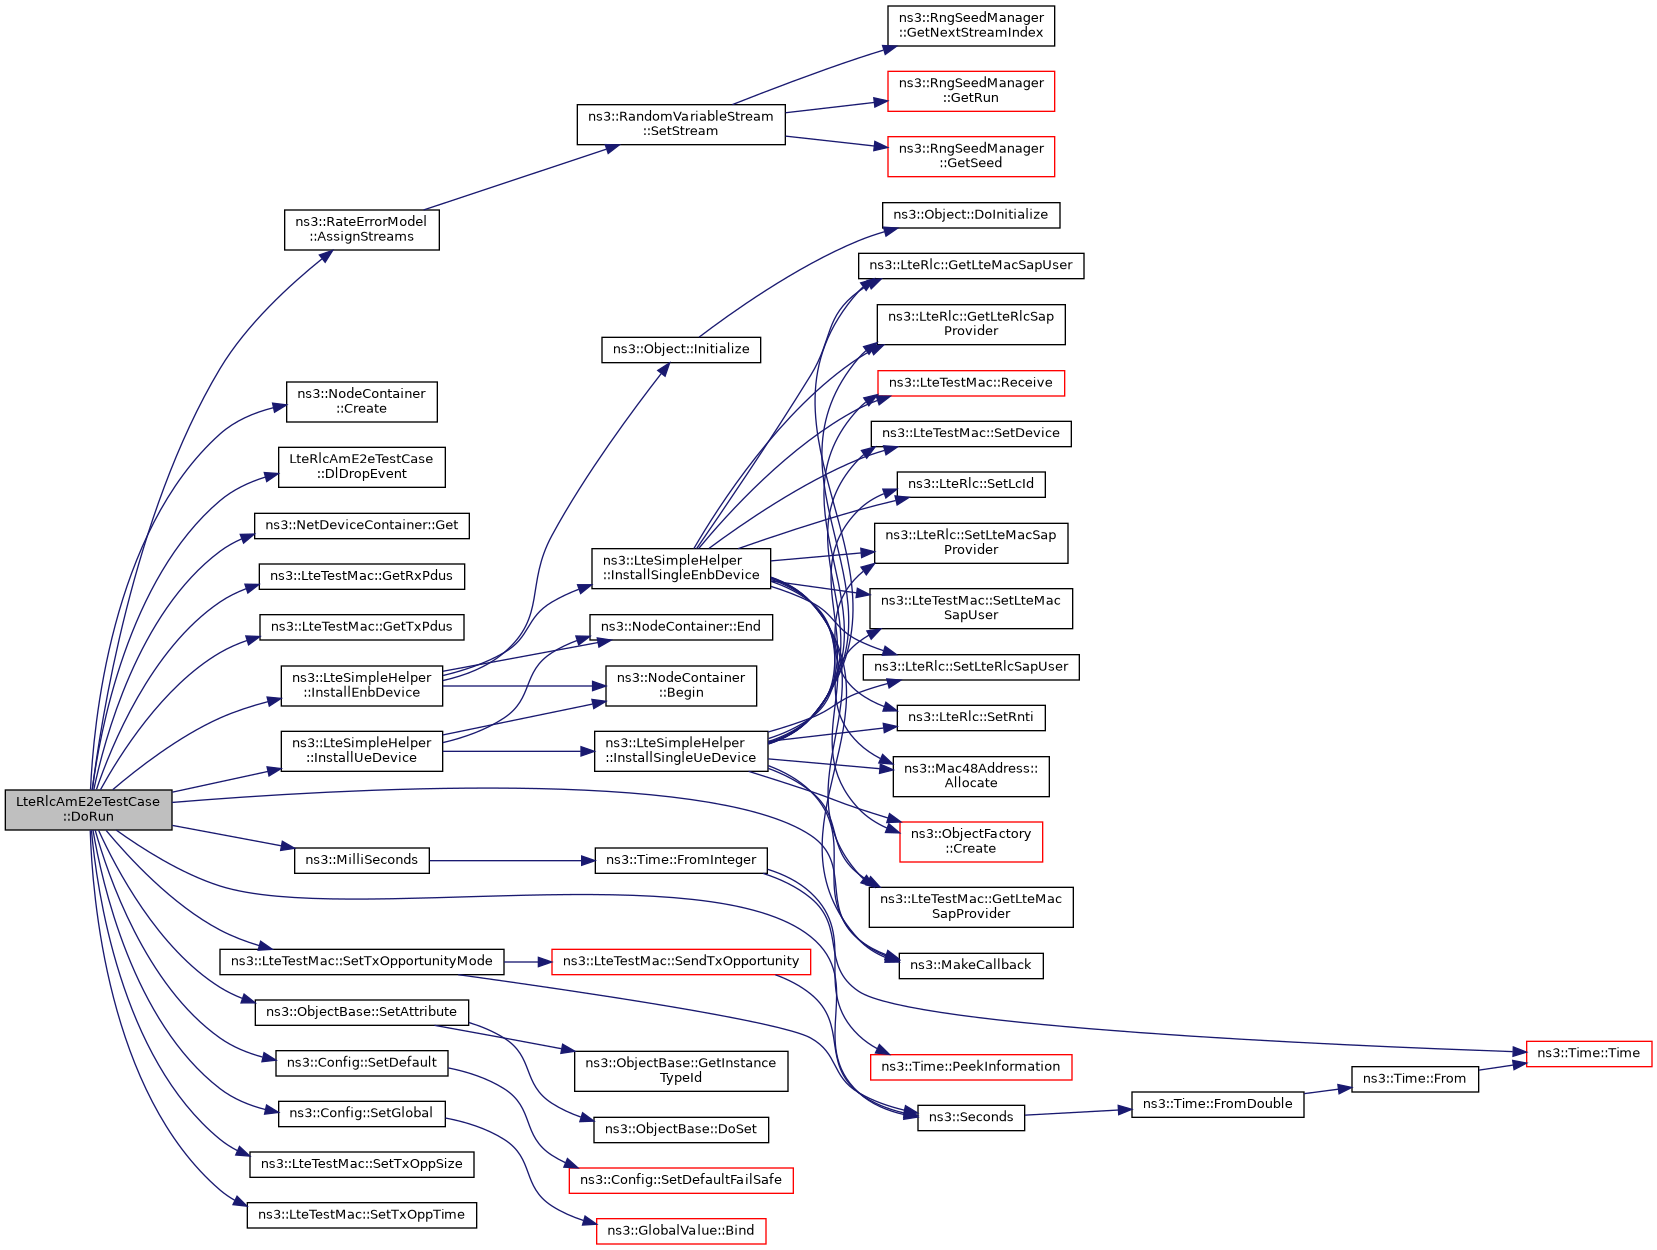 ns3::RngSeedManager
::GetNextStreamIndex
ns3::RngSeedManager
::GetRun
ns3::RandomVariableStream
::SetStream
ns3::RngSeedManager
::GetSeed
ns3::RateErrorModel
::AssignStreams
ns3::Object::DoInitialize
ns3::LteRlc::GetLteMacSapUser
ns3::LteRlc::GetLteRlcSap
Provider
ns3::Object::Initialize
ns3::LteTestMac::Receive
ns3::NodeContainer
::Create
ns3::LteTestMac::SetDevice
LteRlcAmE2eTestCase
::DlDropEvent
ns3::LteRlc::SetLcId
ns3::NetDeviceContainer::Get
ns3::LteRlc::SetLteMacSap
Provider
ns3::LteSimpleHelper
::InstallSingleEnbDevice
ns3::LteTestMac::GetRxPdus
ns3::LteTestMac::SetLteMac
SapUser
ns3::LteTestMac::GetTxPdus
ns3::NodeContainer::End
ns3::LteRlc::SetLteRlcSapUser
ns3::LteSimpleHelper
::InstallEnbDevice
ns3::NodeContainer
::Begin
ns3::LteRlc::SetRnti
ns3::LteSimpleHelper
::InstallUeDevice
ns3::LteSimpleHelper
::InstallSingleUeDevice
ns3::Mac48Address::
Allocate
LteRlcAmE2eTestCase
::DoRun
ns3::ObjectFactory
::Create
ns3::MilliSeconds
ns3::Time::FromInteger
ns3::LteTestMac::GetLteMac
SapProvider
ns3::LteTestMac::SetTxOpportunityMode
ns3::LteTestMac::SendTxOpportunity
ns3::MakeCallback
ns3::ObjectBase::SetAttribute
ns3::Time::Time
ns3::Config::SetDefault
ns3::ObjectBase::GetInstance
TypeId
ns3::Time::PeekInformation
ns3::Time::From
ns3::Time::FromDouble
ns3::Config::SetGlobal
ns3::Seconds
ns3::ObjectBase::DoSet
ns3::LteTestMac::SetTxOppSize
ns3::Config::SetDefaultFailSafe
ns3::LteTestMac::SetTxOppTime
ns3::GlobalValue::Bind